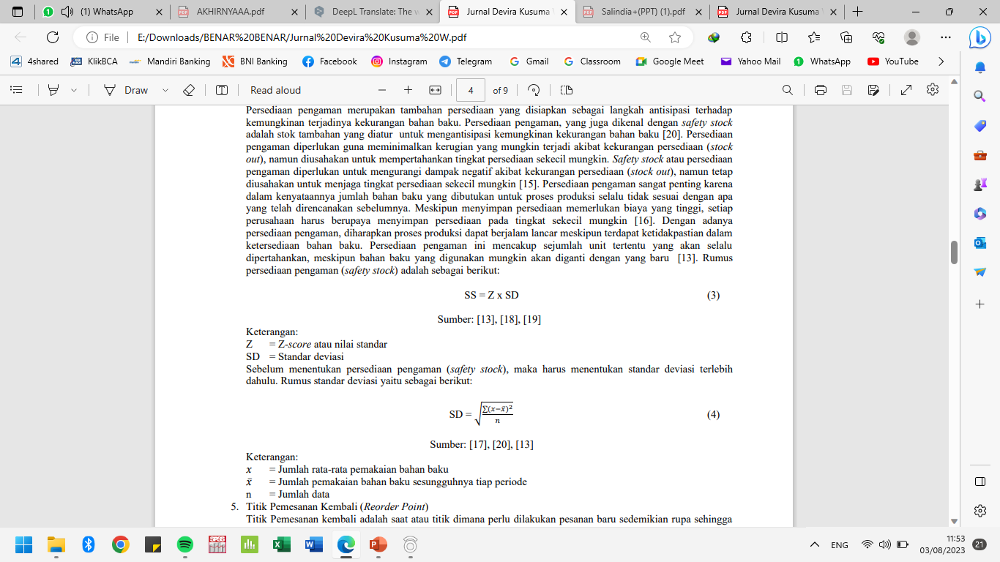 (1) WhatsApp
AKHIRNYAAA.pdf
DeepL Translate: The w
Jurnal Devira Kusuma W
Salindia+(PPT) (1).pdf
Jurnal Devira Kusuma W
File
E:/Downloads/BENAR%20BENAR/Jurnal%20Devira%20Kusuma%20W.pdf
4shared
KlikBCA
Mandiri Banking
BNI Banking
Facebook
Instagram
Telegram
Gmail
Classroom
Google Meet
Yahoo Mail
WhatsApp
YouTube
Draw
Read aloud
4 of 9
Persediaan pengaman merupakan tambahan persediaan yang disiapkan sebagai langkah antisipasi terhadap
kemungkinan terjadinya kekurangan bahan baku. Persediaan pengaman, yang juga dikenal dengan safety stock
adalah stok tambahan yang diatur untuk mengantisipasi kemungkinan kekurangan bahan baku [20]. Persediaan
pengaman diperlukan guna meminimalkan kerugian yang mungkin terjadi akibat kekurangan persediaan (stock
out), namun diusahakan untuk mempertahankan tingkat persediaan sekecil mungkin. Safety stock atau persediaan
pengaman diperlukan untuk mengurangi dampak negatif akibat kekurangan persediaan (stock out), namun tetap
diusahakan untuk menjaga tingkat persediaan sekecil mungkin [15]. Persediaan pengaman sangat penting karena
dalam kenyataannya jumlah bahan baku yang dibutukan untuk proses produksi selalu tidak sesuai dengan apa
yang telah direncanakan sebelumnya. Meskipun menyimpan persediaan memerlukan biaya yang tinggi, setiap
perusahaan harus berupaya menyimpan persediaan pada tingkat sekecil mungkin [16]. Dengan adanya
persediaan pengaman, diharapkan proses produksi dapat berjalam lancar meskipun terdapat ketidakpastian dalam
ketersediaan bahan baku. Persediaan pengaman ini mencakup sejumlah unit tertentu yang akan selalu
dipertahankan, meskipun bahan baku yang digunakan mungkin akan diganti dengan yang baru [13]. Rumus
persediaan pengaman (safety stock) adalah sebagai berikut:
SS = Z x SD (3)
Sumber: [13], [18], [19]
Keterangan:
Z = Z-score atau nilai standar
SD = Standar deviasi
Sebelum menentukan persediaan pengaman (safety stock), maka harus menentukan standar deviasi terlebih
dahulu. Rumus standar deviasi yaitu sebagai berikut:
SD = √(∑(x−x̄)²/n) (4)
Sumber: [17], [20], [13]
Keterangan:
x = Jumlah rata-rata pemakaian bahan baku
x̄ = Jumlah pemakaian bahan baku sesungguhnya tiap periode
n = Jumlah data
5. Titik Pemesanan Kembali (Reorder Point)
Titik Pemesanan kembali adalah saat atau titik dimana perlu dilakukan pesanan baru sedemikian rupa sehingga
SPSS
ENG
11:53
03/08/2023
21